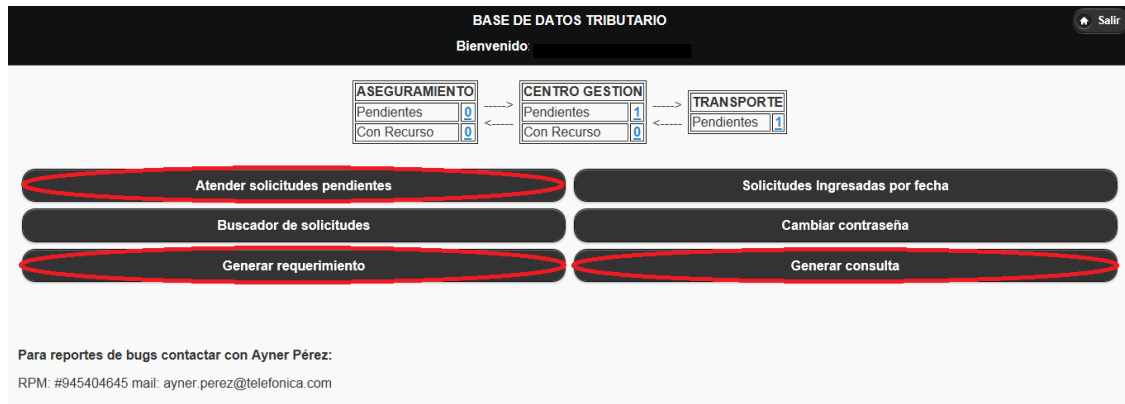 BASE DE DATOS TRIBUTARIO
Salir
Bienvenido:
ASEGURAMIENTO
Pendientes 0
Con Recurso 0
----->
<-----
CENTRO GESTION
Pendientes 1
Con Recurso 0
----->
<-----
TRANSPORTE
Pendientes 1
Atender solicitudes pendientes
Solicitudes Ingresadas por fecha
Buscador de solicitudes
Cambiar contraseña
Generar requerimiento
Generar consulta
Para reportes de bugs contactar con Ayner Pérez:
RPM: #945404645 mail: ayner.perez@telefonica.com